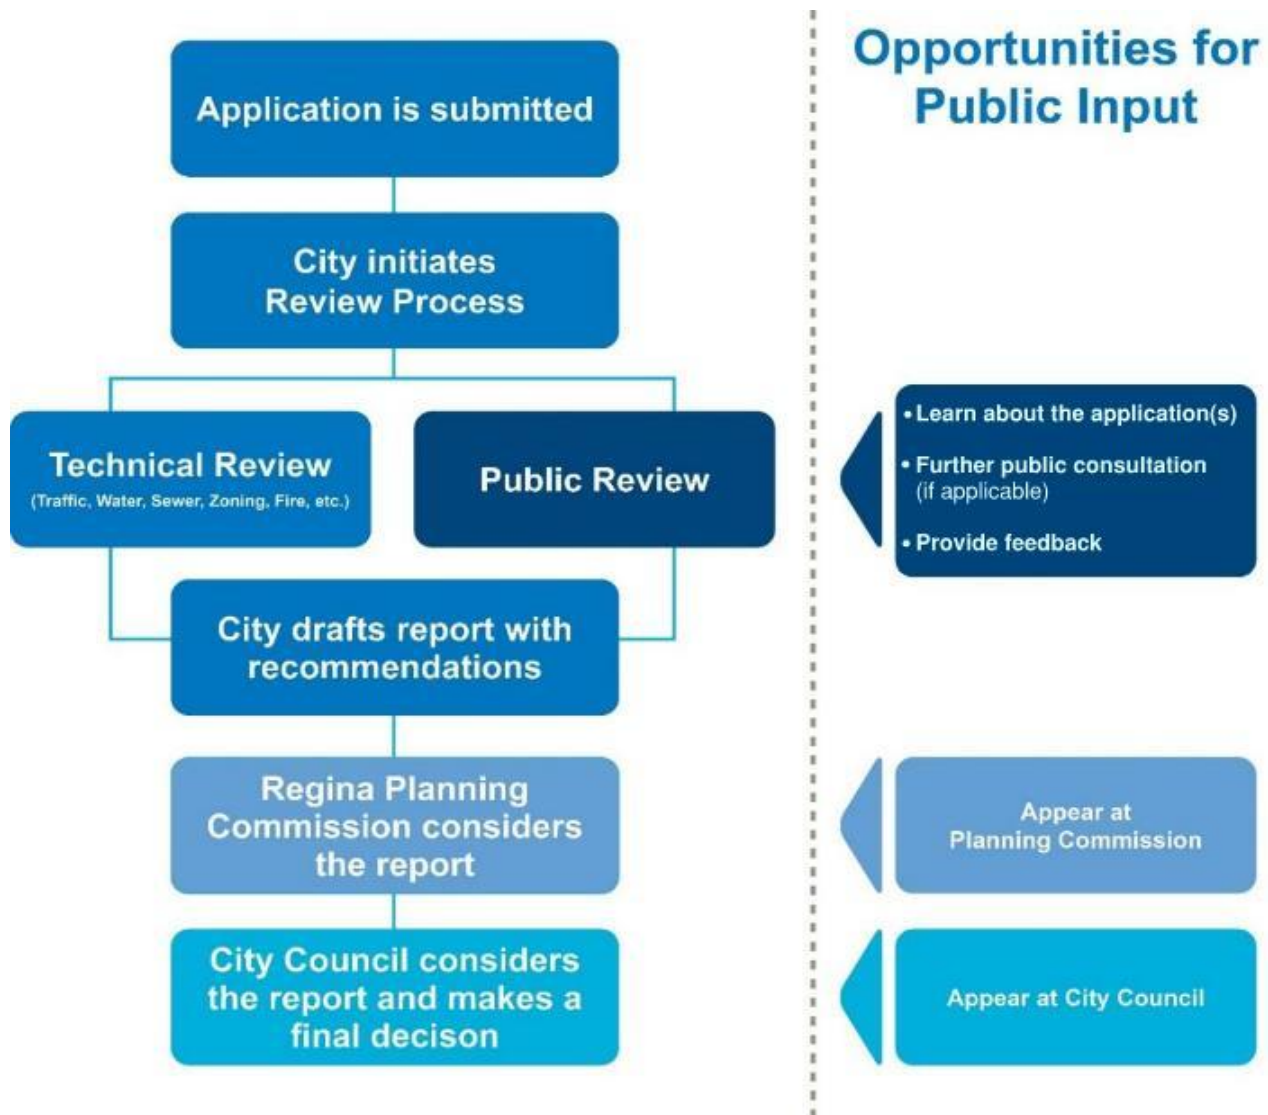 Opportunities for
Public Input
Application is submitted
City initiates
Review Process
Technical Review
(Traffic, Water, Sewer, Zoning, Fire, etc.)
Public Review
• Learn about the application(s)
• Further public consultation
(if applicable)
• Provide feedback
City drafts report with
recommendations
Regina Planning
Commission considers
the report
Appear at
Planning Commission
City Council considers
the report and makes a
final decison
Appear at City Council